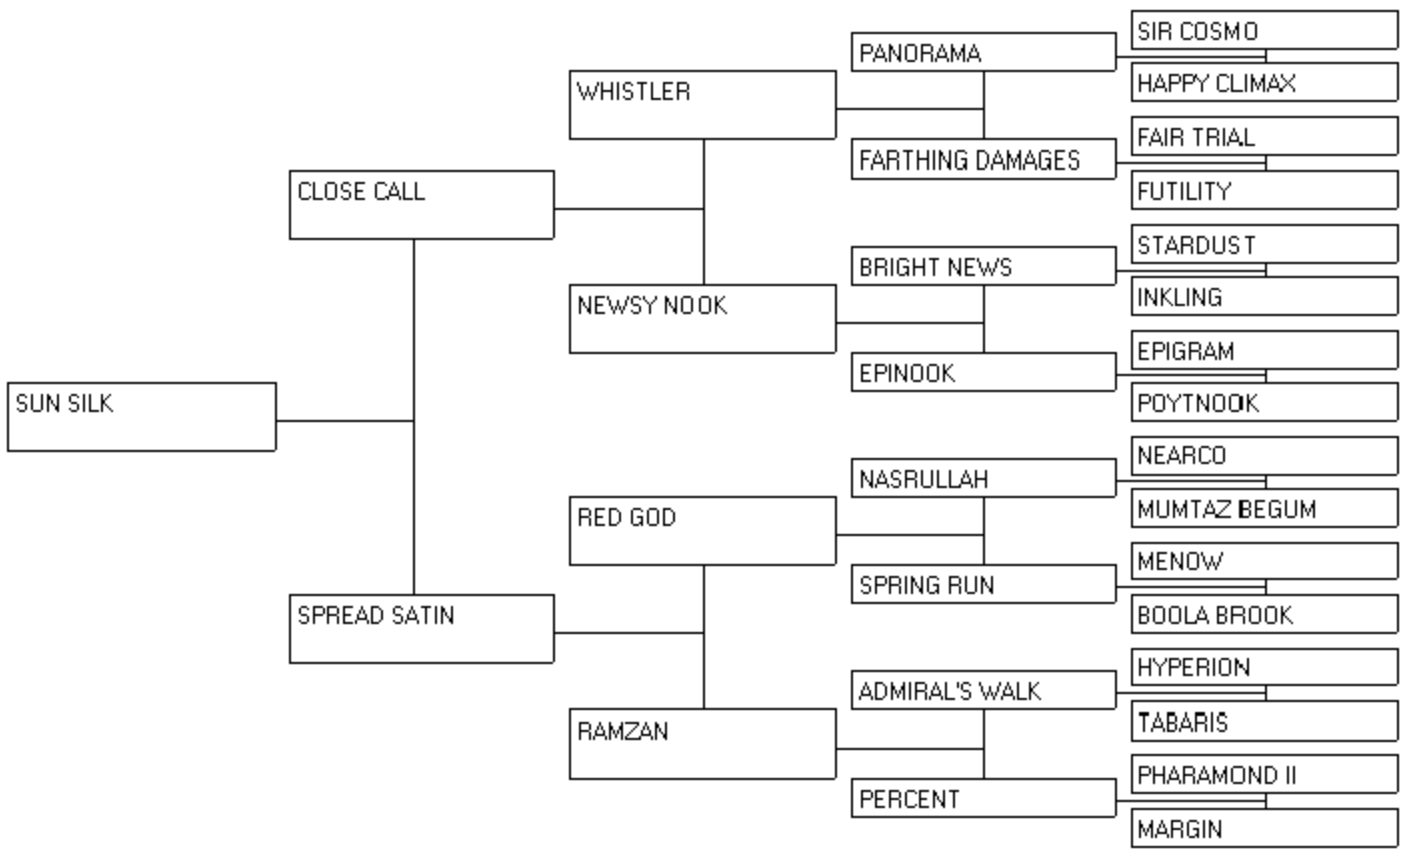 SIR COSMO
PANORAMA
HAPPY CLIMAX
WHISTLER
FAIR TRIAL
FARTHING DAMAGES
CLOSE CALL
FUTILITY
STARDUST
BRIGHT NEWS
INKLING
NEWSY NOOK
EPIGRAM
EPINOOK
SUN SILK
POYTNOOK
NEARCO
NASRULLAH
MUMTAZ BEGUM
RED GOD
MENOW
SPRING RUN
SPREAD SATIN
BOOLA BROOK
HYPERION
ADMIRAL'S WALK
TABARIS
RAMZAN
PHARAMOND II
PERCENT
MARGIN